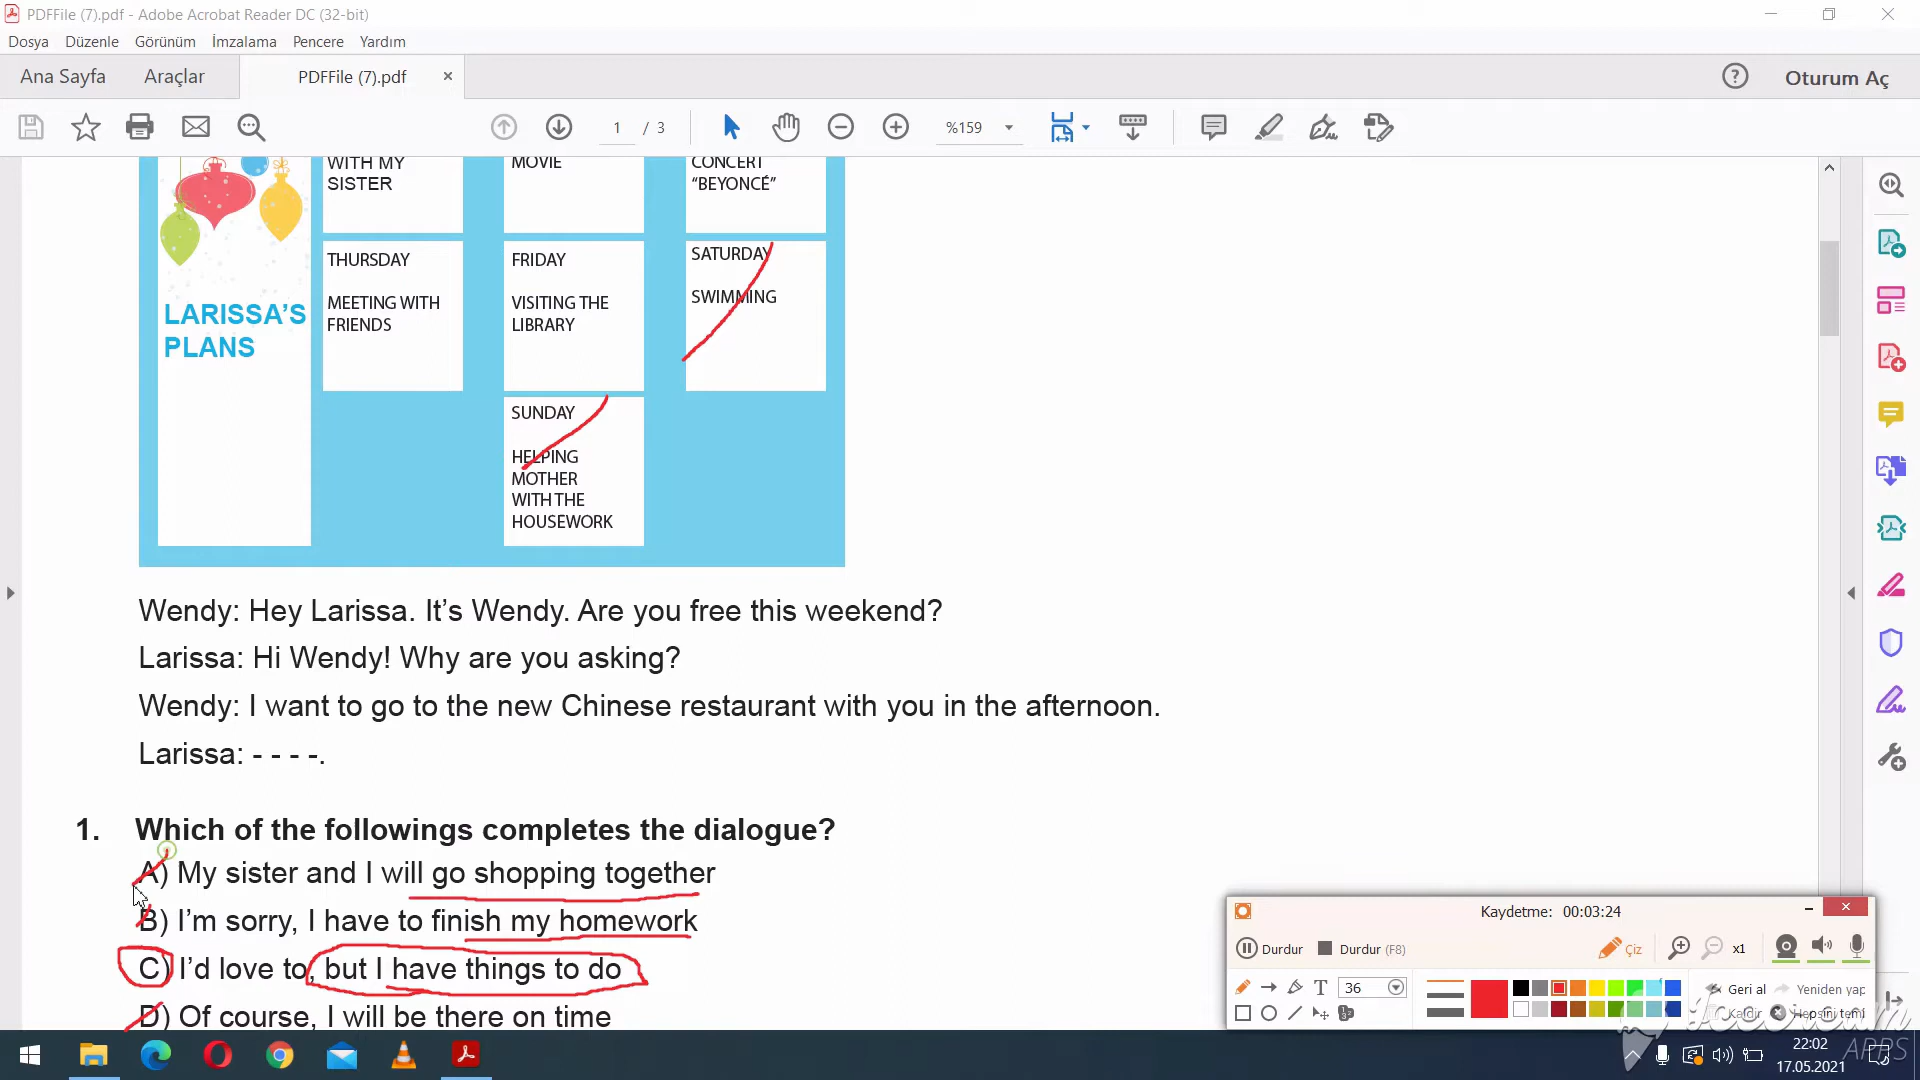 PDFFile (7).pdf - Adobe Acrobat Reader DC (32-bit)
Dosya Düzenle Görünüm İmzalama Pencere Yardım
Ana Sayfa Araçlar PDFFile (7).pdf × Oturum Aç
1 / 3 %159
WITH MY
SISTER
MOVIE
CONCERT
“BEYONCÉ”
LARISSA’S
PLANS
THURSDAY
MEETING WITH
FRIENDS
FRIDAY
VISITING THE
LIBRARY
SATURDAY
SWIMMING
SUNDAY
HELPING
MOTHER
WITH THE
HOUSEWORK
Wendy: Hey Larissa. It’s Wendy. Are you free this weekend?
Larissa: Hi Wendy! Why are you asking?
Wendy: I want to go to the new Chinese restaurant with you in the afternoon.
Larissa: - - - -.
1. Which of the followings completes the dialogue?
A) My sister and I will go shopping together
B) I’m sorry, I have to finish my homework
C) I’d love to, but I have things to do
D) Of course, I will be there on time
Kaydetme: 00:03:24
Durdur Durdur (F8) Çiz x1
T 36 Geri al Yeniden yap
Kaldır Hepsini temi
Icecream
APPS
22:02
17.05.2021